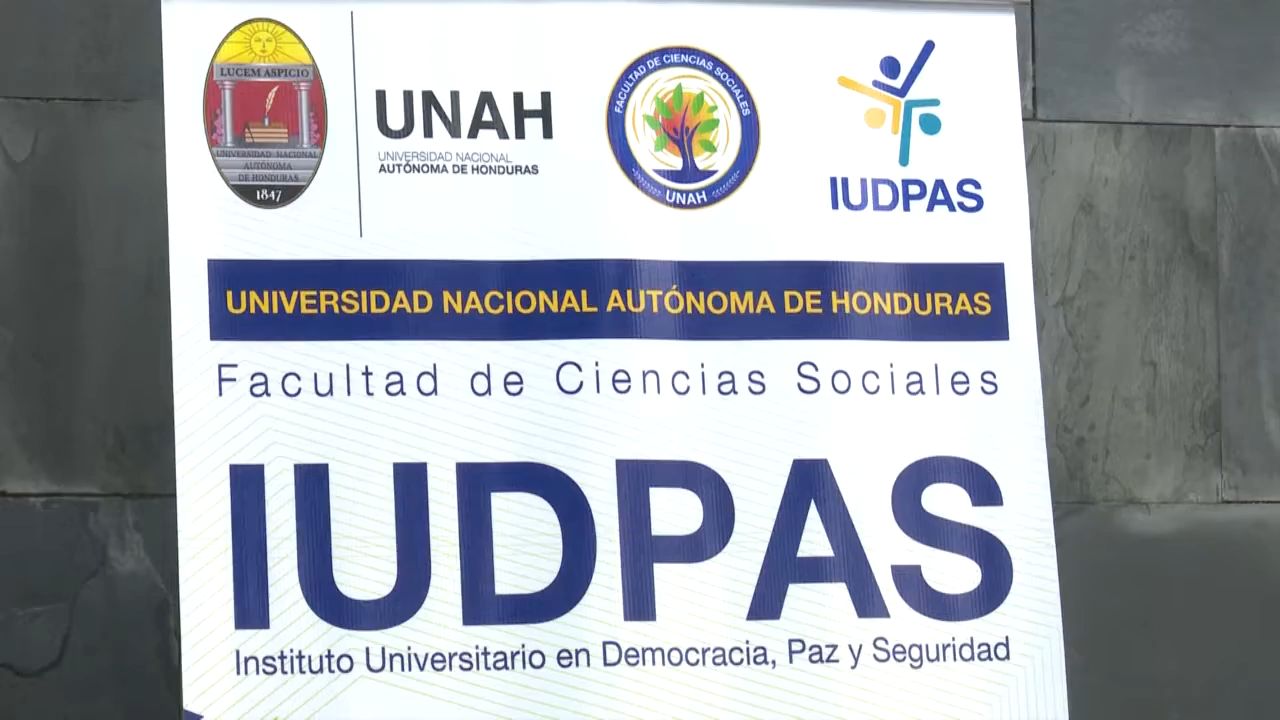 LUCEM ASPICIO
UNIVERSIDAD NACIONAL
AUTÓNOMA
DE HONDURAS
1847
UNAH
UNIVERSIDAD NACIONAL
AUTÓNOMA DE HONDURAS
FACULTAD DE CIENCIAS SOCIALES
UNAH
IUDPAS
UNIVERSIDAD NACIONAL AUTÓNOMA DE HONDURAS
Facultad de Ciencias Sociales
IUDPAS
Instituto Universitario en Democracia, Paz y Seguridad